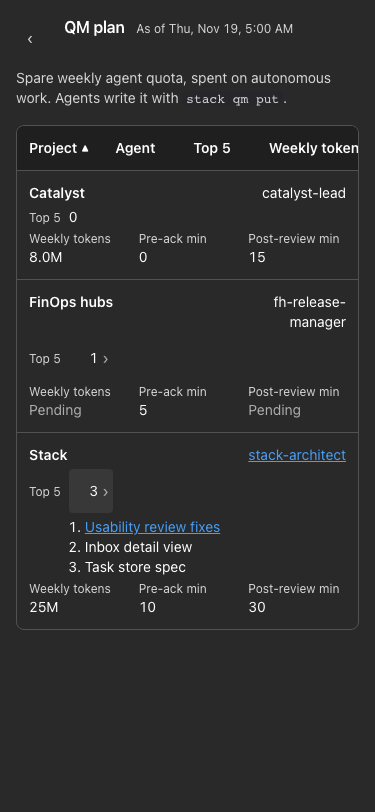 ‹ QM plan As of Thu, Nov 19, 5:00 AM
Spare weekly agent quota, spent on autonomous
work. Agents write it with stack qm put.
Project ▲ Agent Top 5 Weekly token
Catalyst catalyst-lead
Top 5 0
Weekly tokens Pre-ack min Post-review min
8.0M 0 15
FinOps hubs fh-release-
manager
Top 5 1 ›
Weekly tokens Pre-ack min Post-review min
Pending 5 Pending
Stack stack-architect
Top 5 3 ›
1. Usability review fixes
2. Inbox detail view
3. Task store spec
Weekly tokens Pre-ack min Post-review min
25M 10 30